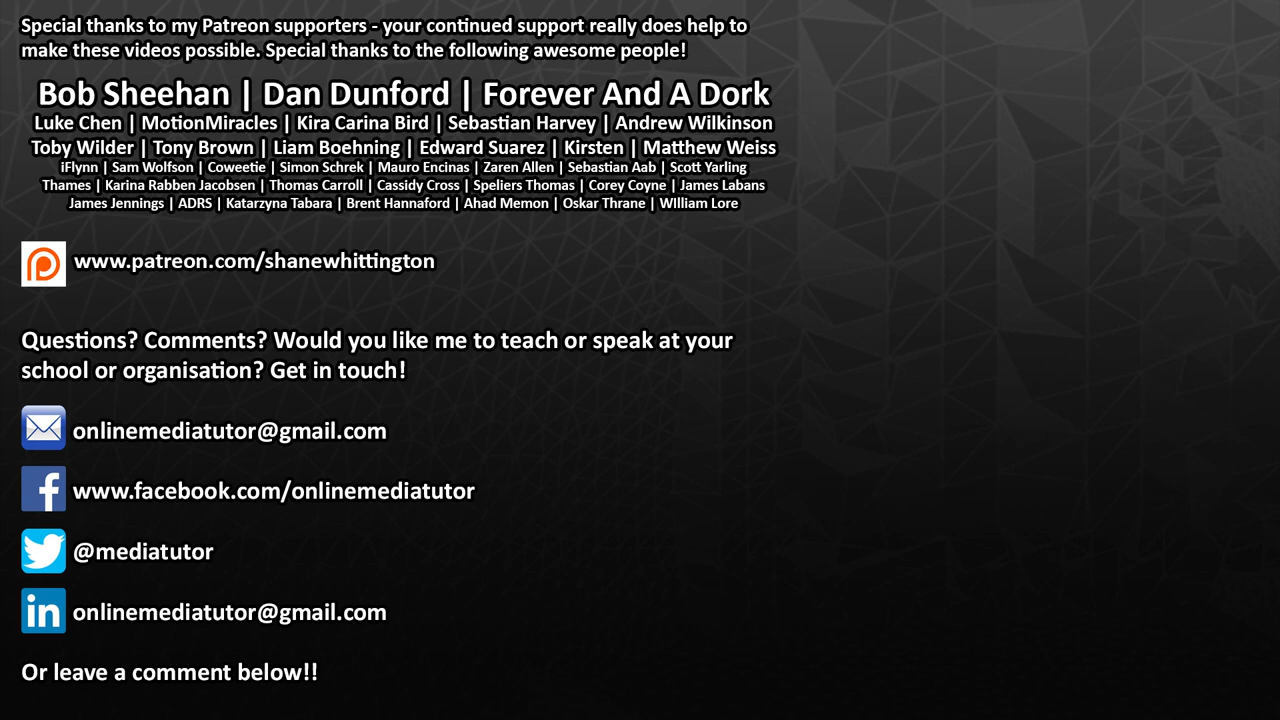 Special thanks to my Patreon supporters - your continued support really does help to
make these videos possible. Special thanks to the following awesome people!
Bob Sheehan | Dan Dunford | Forever And A Dork
Luke Chen | MotionMiracles | Kira Carina Bird | Sebastian Harvey | Andrew Wilkinson
Toby Wilder | Tony Brown | Liam Boehning | Edward Suarez | Kirsten | Matthew Weiss
iFlynn | Sam Wolfson | Coweetie | Simon Schrek | Mauro Encinas | Zaren Allen | Sebastian Aab | Scott Yarling
Thames | Karina Rabben Jacobsen | Thomas Carroll | Cassidy Cross | Speliers Thomas | Corey Coyne | James Labans
James Jennings | ADRS | Katarzyna Tabara | Brent Hannaford | Ahad Memon | Oskar Thrane | WIlliam Lore
www.patreon.com/shanewhittington
Questions? Comments? Would you like me to teach or speak at your
school or organisation? Get in touch!
onlinemediatutor@gmail.com
www.facebook.com/onlinemediatutor
@mediatutor
in onlinemediatutor@gmail.com
Or leave a comment below!!